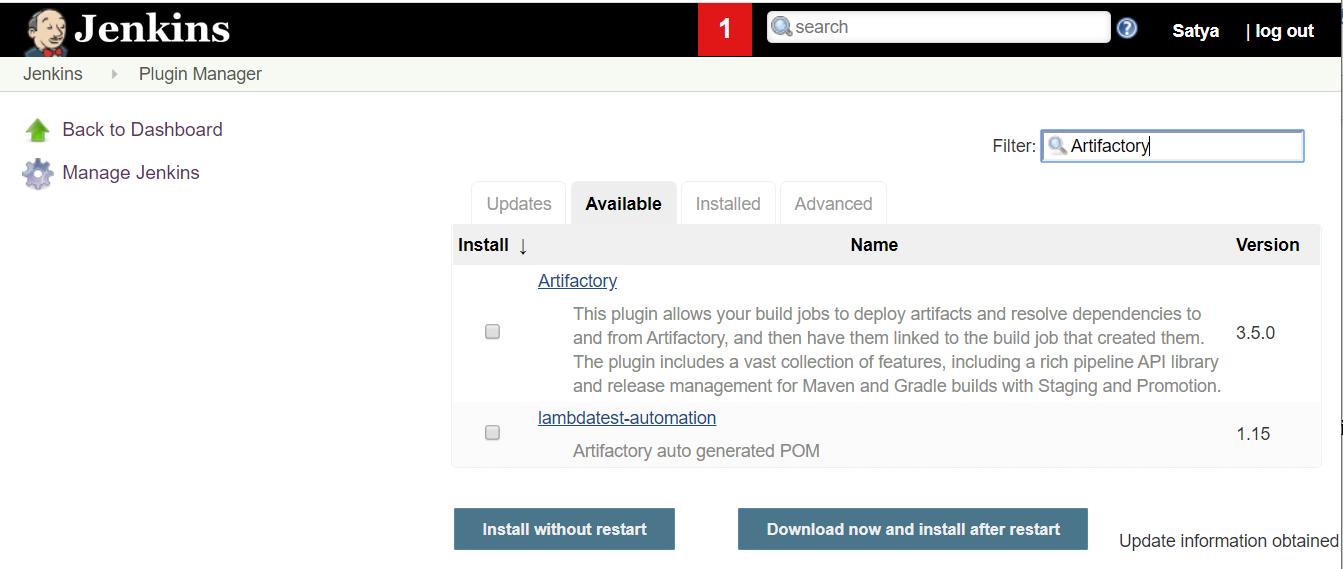 Jenkins
1
search
Satya
| log out
Jenkins
Plugin Manager
Back to Dashboard
Manage Jenkins
Filter: Artifactory
Updates
Available
Installed
Advanced
Install ↓
Name
Version
Artifactory
This plugin allows your build jobs to deploy artifacts and resolve dependencies to
and from Artifactory, and then have them linked to the build job that created them.
The plugin includes a vast collection of features, including a rich pipeline API library
and release management for Maven and Gradle builds with Staging and Promotion.
3.5.0
lambdatest-automation
Artifactory auto generated POM
1.15
Install without restart
Download now and install after restart
Update information obtained